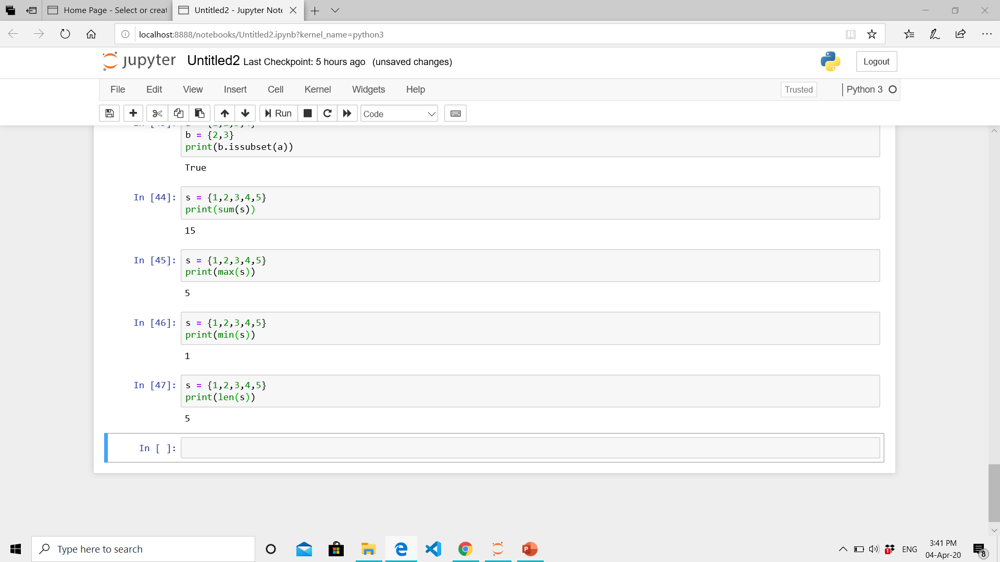 Home Page - Select or creat
Untitled2 - Jupyter Note
localhost:8888/notebooks/Untitled2.ipynb?kernel_name=python3
jupyter Untitled2 Last Checkpoint: 5 hours ago (unsaved changes)
Logout
File Edit View Insert Cell Kernel Widgets Help
Trusted
Python 3
Run
Code
b = {2,3}
print(b.issubset(a))
True
In [44]: s = {1,2,3,4,5}
print(sum(s))
15
In [45]: s = {1,2,3,4,5}
print(max(s))
5
In [46]: s = {1,2,3,4,5}
print(min(s))
1
In [47]: s = {1,2,3,4,5}
print(len(s))
5
In [ ]:
Type here to search
P
1
ENG
3:41 PM
04-Apr-20
8